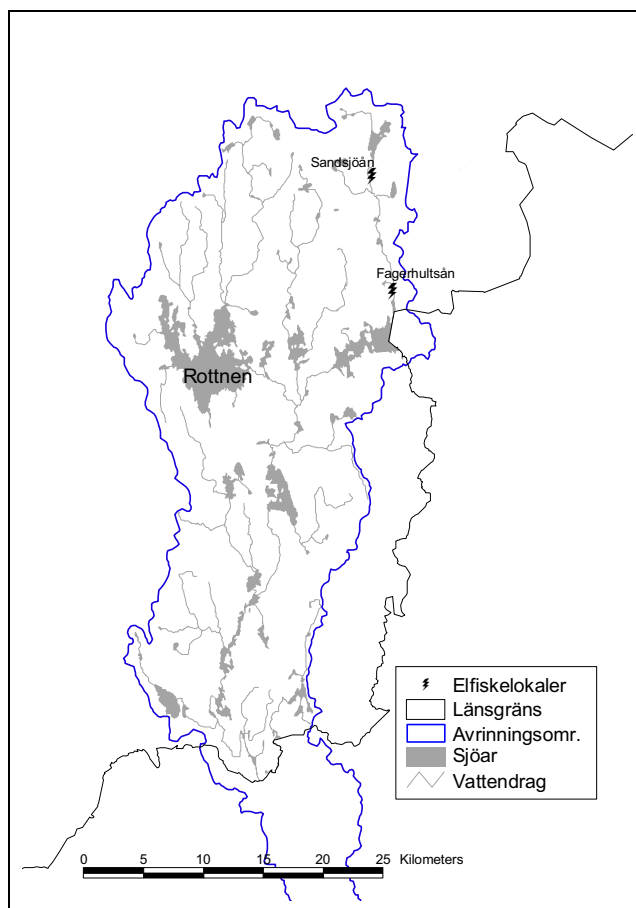 Sandsjöån
Fagerhultsån
Rottnen
Elfiskelokaler
Länsgräns
Avrinningsomr.
Sjöar
Vattendrag
0 5 10 15 20 25 Kilometers